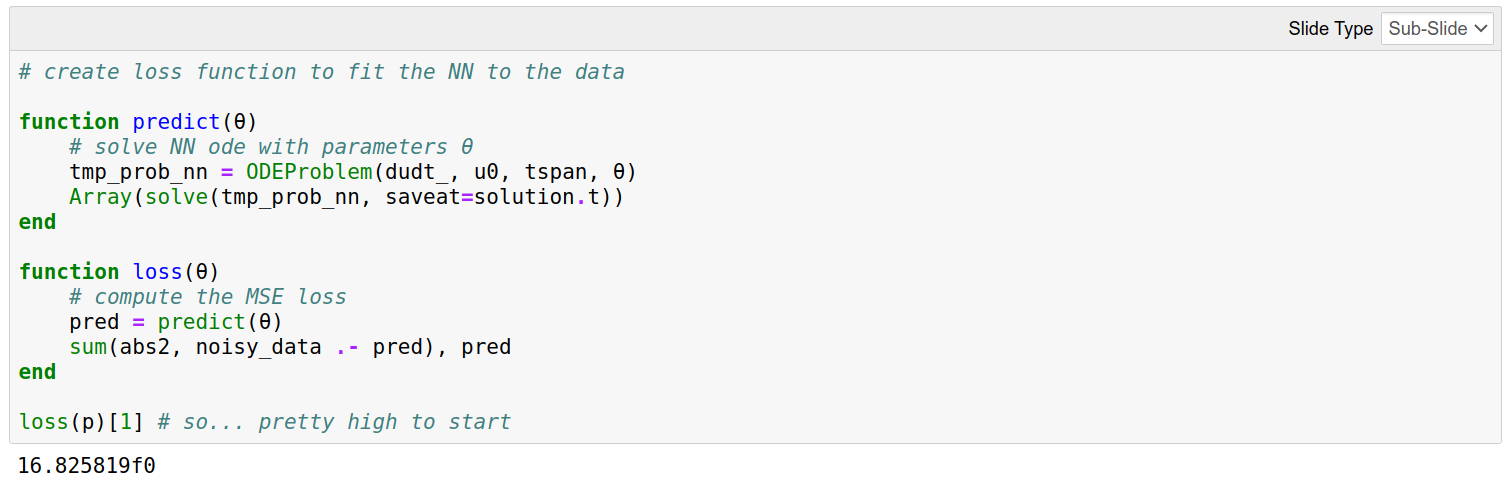 Slide Type Sub-Slide
# create loss function to fit the NN to the data
function predict(θ)
    # solve NN ode with parameters θ
    tmp_prob_nn = ODEProblem(dudt_, u0, tspan, θ)
    Array(solve(tmp_prob_nn, saveat=solution.t))
end
function loss(θ)
    # compute the MSE loss
    pred = predict(θ)
    sum(abs2, noisy_data .- pred), pred
end
loss(p)[1] # so... pretty high to start
16.825819f0